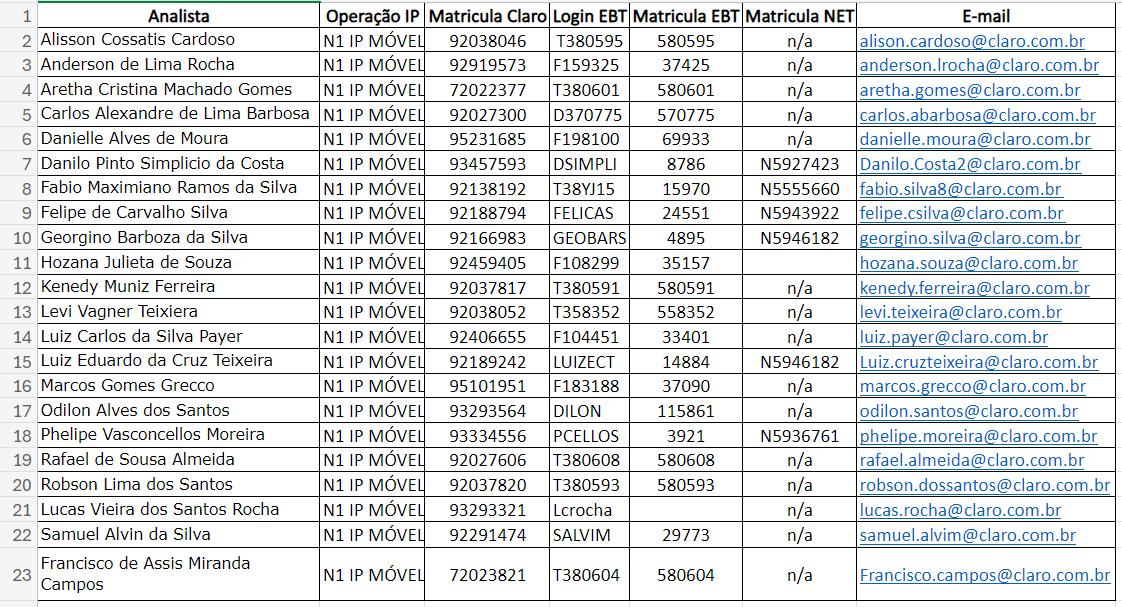 1 Analista Operação IP Matricula Claro Login EBT Matricula EBT Matricula NET E-mail
2 Alisson Cossatis Cardoso N1 IP MÓVEL 92038046 T380595 580595 n/a alison.cardoso@claro.com.br
3 Anderson de Lima Rocha N1 IP MÓVEL 92919573 F159325 37425 n/a anderson.lrocha@claro.com.br
4 Aretha Cristina Machado Gomes N1 IP MÓVEL 72022377 T380601 580601 n/a aretha.gomes@claro.com.br
5 Carlos Alexandre de Lima Barbosa N1 IP MÓVEL 92027300 D370775 570775 n/a carlos.abarbosa@claro.com.br
6 Danielle Alves de Moura N1 IP MÓVEL 95231685 F198100 69933 n/a danielle.moura@claro.com.br
7 Danilo Pinto Simplicio da Costa N1 IP MÓVEL 93457593 DSIMPLI 8786 N5927423 Danilo.Costa2@claro.com.br
8 Fabio Maximiano Ramos da Silva N1 IP MÓVEL 92138192 T38YJ15 15970 N5555660 fabio.silva8@claro.com.br
9 Felipe de Carvalho Silva N1 IP MÓVEL 92188794 FELICAS 24551 N5943922 felipe.csilva@claro.com.br
10 Georgino Barboza da Silva N1 IP MÓVEL 92166983 GEOBARS 4895 N5946182 georgino.silva@claro.com.br
11 Hozana Julieta de Souza N1 IP MÓVEL 92459405 F108299 35157 hozana.souza@claro.com.br
12 Kenedy Muniz Ferreira N1 IP MÓVEL 92037817 T380591 580591 n/a kenedy.ferreira@claro.com.br
13 Levi Vagner Teixiera N1 IP MÓVEL 92038052 T358352 558352 n/a levi.teixeira@claro.com.br
14 Luiz Carlos da Silva Payer N1 IP MÓVEL 92406655 F104451 33401 n/a luiz.payer@claro.com.br
15 Luiz Eduardo da Cruz Teixeira N1 IP MÓVEL 92189242 LUIZECT 14884 N5946182 Luiz.cruzteixeira@claro.com.br
16 Marcos Gomes Grecco N1 IP MÓVEL 95101951 F183188 37090 n/a marcos.grecco@claro.com.br
17 Odilon Alves dos Santos N1 IP MÓVEL 93293564 DILON 115861 n/a odilon.santos@claro.com.br
18 Phelipe Vasconcellos Moreira N1 IP MÓVEL 93334556 PCELLOS 3921 N5936761 phelipe.moreira@claro.com.br
19 Rafael de Sousa Almeida N1 IP MÓVEL 92027606 T380608 580608 n/a rafael.almeida@claro.com.br
20 Robson Lima dos Santos N1 IP MÓVEL 92037820 T380593 580593 n/a robson.dossantos@claro.com.br
21 Lucas Vieira dos Santos Rocha N1 IP MÓVEL 93293321 Lcrocha n/a lucas.rocha@claro.com.br
22 Samuel Alvin da Silva N1 IP MÓVEL 92291474 SALVIM 29773 n/a samuel.alvim@claro.com.br
23 Francisco de Assis Miranda
Campos N1 IP MÓVEL 72023821 T380604 580604 n/a Francisco.campos@claro.com.br